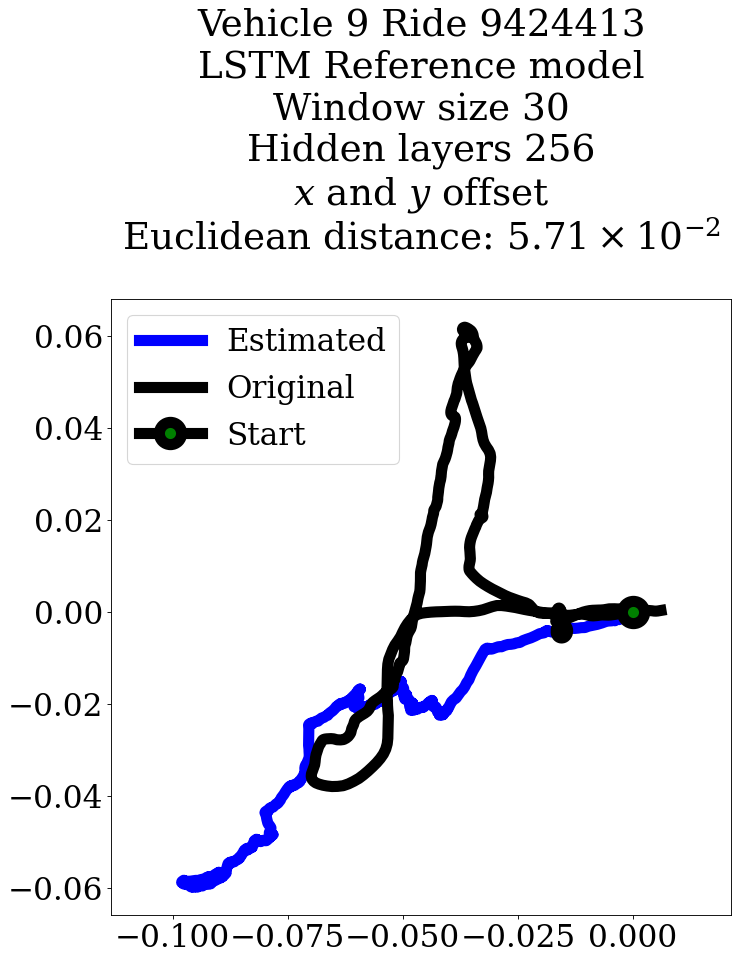 Vehicle 9 Ride 9424413
LSTM Reference model
Window size 30
Hidden layers 256
x and y offset
Euclidean distance: 5.71 × 10⁻²
Estimated
Original
Start
0.06
0.04
0.02
0.00
−0.02
−0.04
−0.06
−0.100 −0.075 −0.050 −0.025 0.000